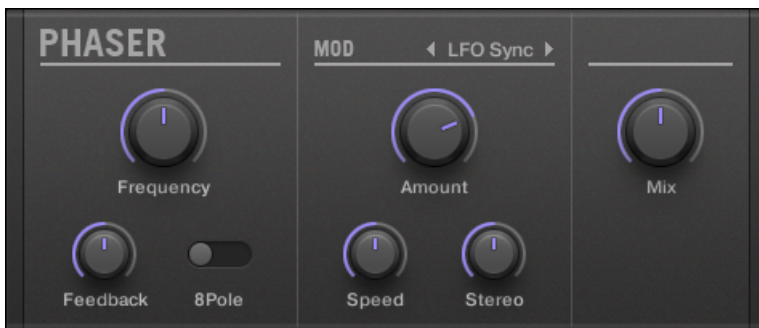 PHASER
MOD
LFO Sync
Frequency
Amount
Mix
Feedback
8Pole
Speed
Stereo